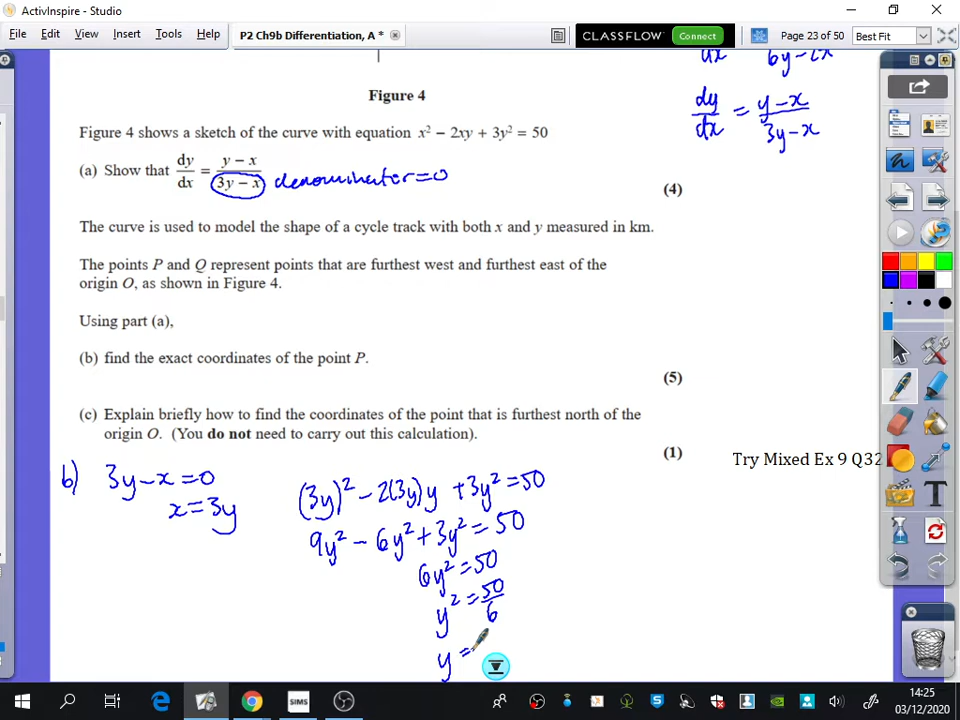 ActivInspire - Studio
File Edit View Insert Tools Help
P2 Ch9b Differentiation, A *
CLASSFLOW Connect
Page 23 of 50
Best Fit
dx 6y-2x
dy/dx = y-x/3y-x
Figure 4
Figure 4 shows a sketch of the curve with equation x² − 2xy + 3y² = 50
(a) Show that dy/dx = y − x/3y − x denominator=0
(4)
The curve is used to model the shape of a cycle track with both x and y measured in km.
The points P and Q represent points that are furthest west and furthest east of the
origin O, as shown in Figure 4.
Using part (a),
(b) find the exact coordinates of the point P.
(5)
(c) Explain briefly how to find the coordinates of the point that is furthest north of the
origin O. (You do not need to carry out this calculation).
(1)
Try Mixed Ex 9 Q32
b) 3y-x=0
x=3y
(3y)² - 2(3y)y + 3y² = 50
9y² - 6y² + 3y² = 50
6y² = 50
y² = 50/6
y =
SIMS
14:25
03/12/2020